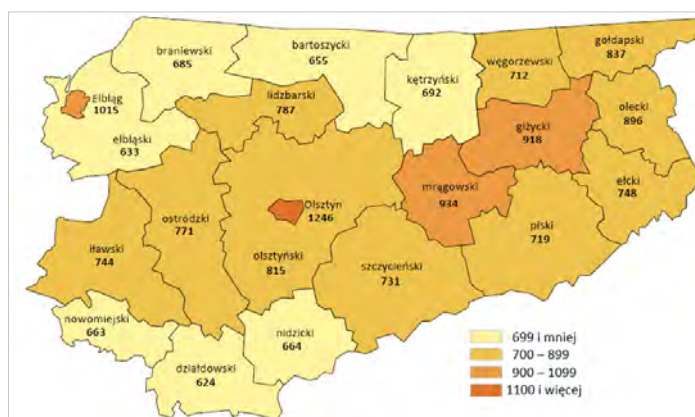 braniewski
685
bartoszycki
655
kętrzyński
692
węgorzewski
712
gołdapski
837
Elbląg
1015
lidzbarski
787
olecki
896
giżycki
918
elbląski
633
mrągowski
934
ełcki
748
Olsztyn
1246
ostródzki
771
iławski
744
olsztyński
815
szczycieński
731
piski
719
nowomiejski
663
nidzicki
664
działdowski
624
699 i mniej
700 – 899
900 – 1099
1100 i więcej